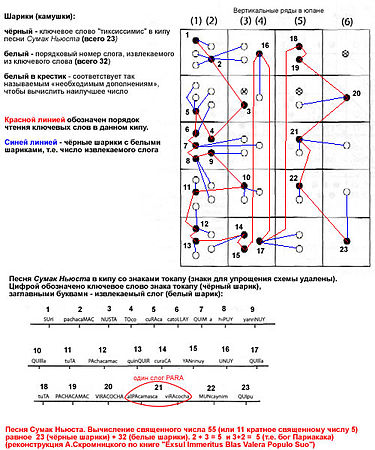 Шарики (камушки):
чёрный - ключевое слово "тиксиссимис" в кипу
песни Сумак Ньюста (всего 23)
белый - порядковый номер слога, извлекаемого
из ключевого слова (всего 32)
белый в крестик - соответствует так
называемым «необходимым дополнениям»,
чтобы вычислить наилучшее число
Красной линией обозначен порядок
чтения ключевых слов в данном кипу.
Синей линией - чёрные шарики с белыми
шариками, т.е. число извлекаемого слога
Вертикальные ряды в юпане
(1) (2) (3) (4) (5) (6)
1
2
3
4
5
6
7
8
9
10
11
12
13
14
15
16
17
18
19
20
21
22
23
Песня Сумак Ньюста в кипу со знаками токапу (знаки для упрощения схемы удалены).
Цифрой обозначено ключевое слово знака токапу (чёрный шарик),
заглавными буквам - извлекаемый слог (белый шарик):
1 2 3 4 5 6 7 8 9
SUri pachacaMAC NUSTA TOco cuRAca catoLLAY QUIM a huPUY yanriNUY
10 11 12 13 14 15 16 17
QUIlla tuTA PAchacamac quinQUIR curaCA YANrinuy UNUY QUIlla
18 19 20 21 22 23
tuTA PACHACAMAC VIRACOCHA allPAcamasca viRAcocha MUNcaynim QUIpu
один слог PARA
Песня Сумак Ньюста. Вычисление священного числа 55 (или 11 кратное священному числу 5)
равное 23 (чёрные шарики) + 32 (белые шарики). 2 + 3 = 5 и 3+2 = 5 (т.е. бог Париакака)
(реконструкция А.Скромницкого по книге "Exsul Immeritus Blas Valera Populo Suo")